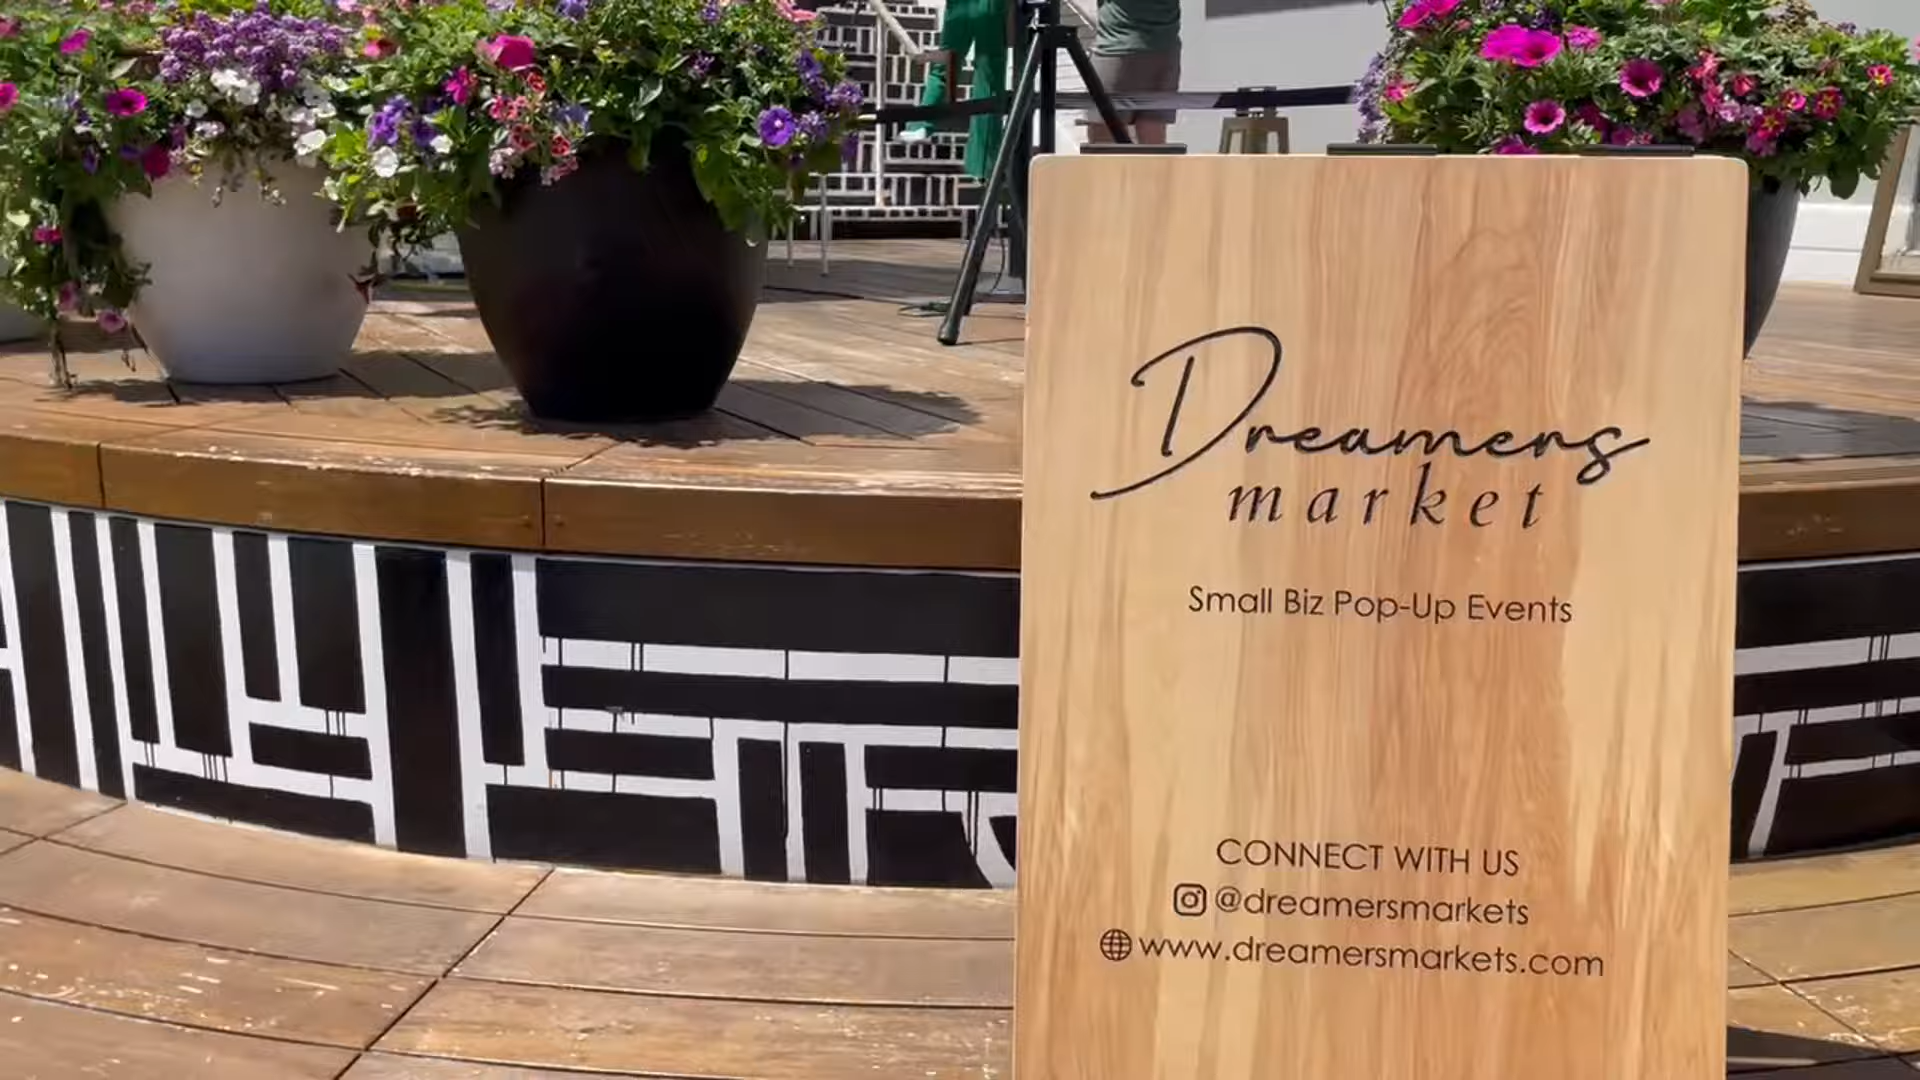 Dreamers
market
Small Biz Pop-Up Events
CONNECT WITH US
@dreamersmarkets
www.dreamersmarkets.com